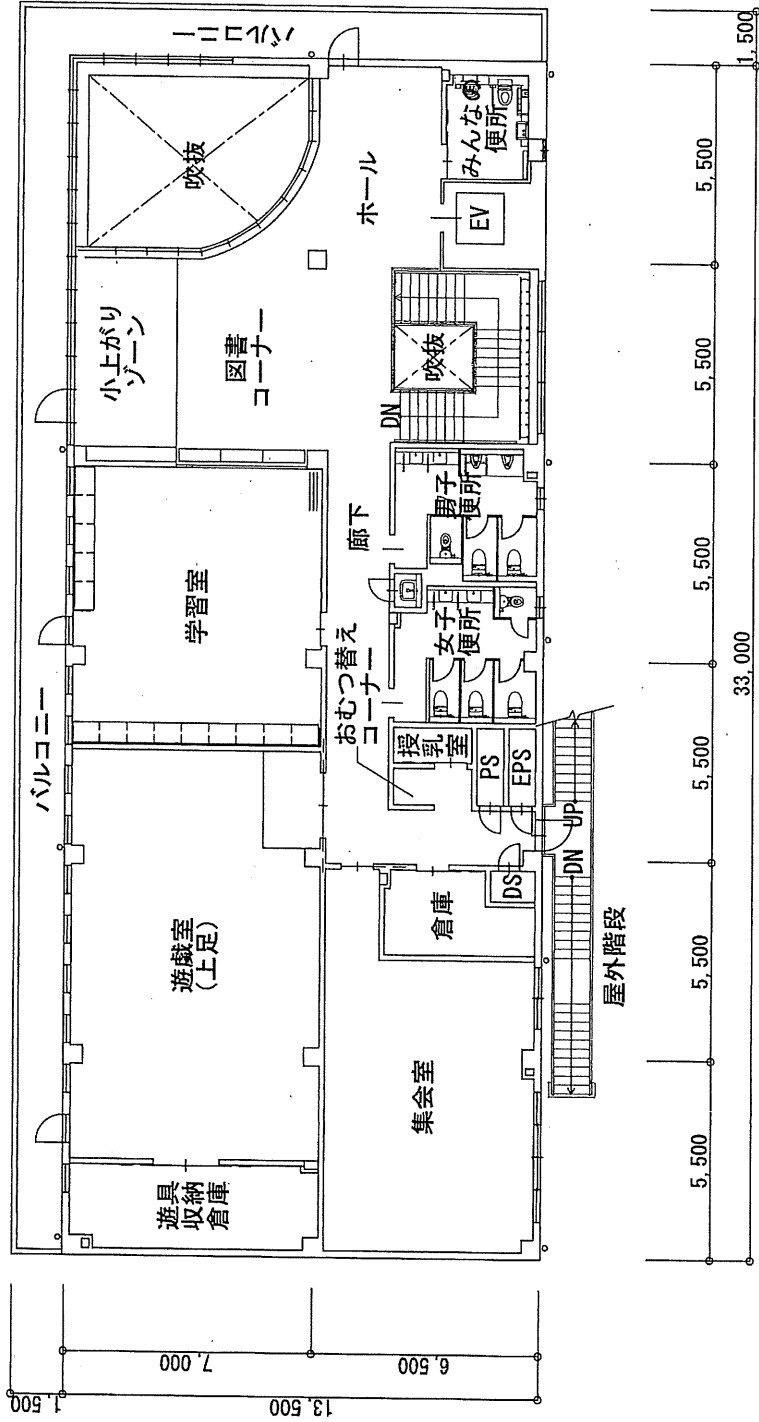 バルコニー
バルコニー
遊具
収納
倉庫
遊戯室
(上足)
学習室
小上がり
ゾーン
吹抜
図書
コーナー
ホール
廊下
おむつ替え
コーナー
集会室
倉庫
DS
授乳
室
PS
EPS
女子
便所
男子
便所
DN
吹抜
EV
みんなの
便所
DN
UP
屋外階段
1,500
7,000
6,500
13,500
5,500
5,500
5,500
5,500
5,500
5,500
1,500
33,000